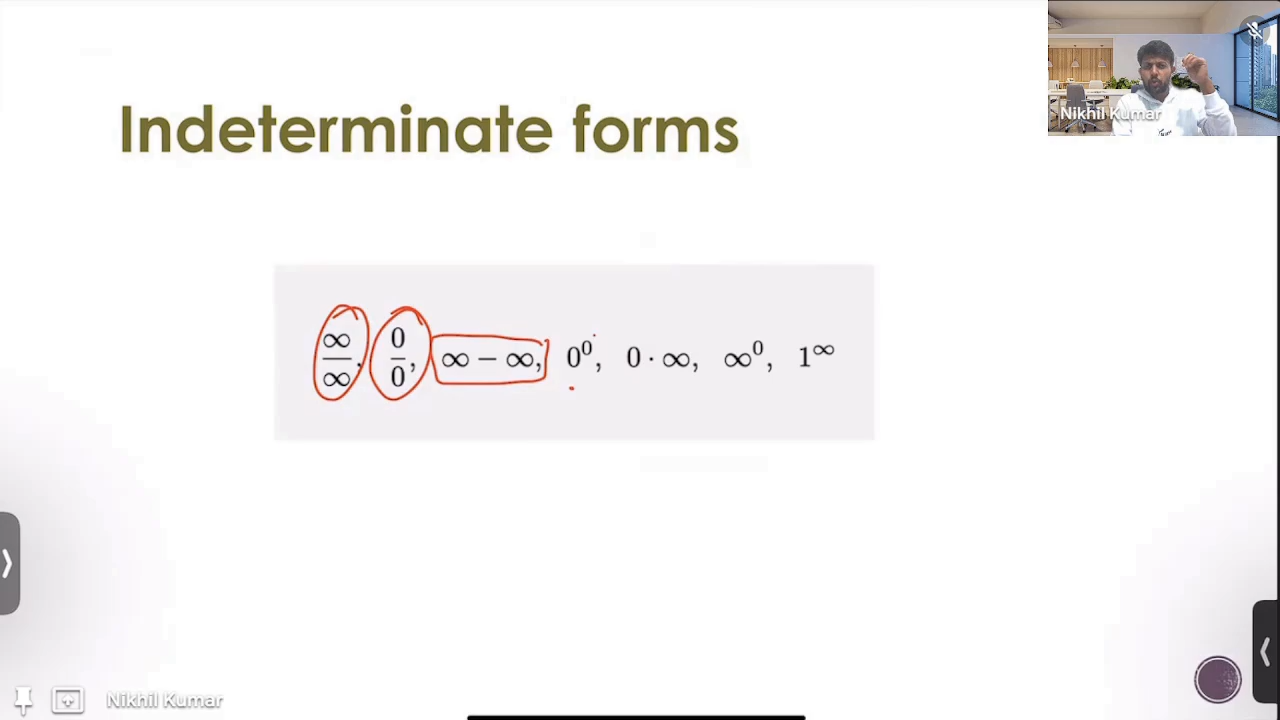 Nikhil Kumar
Indeterminate forms
∞/∞, 0/0, ∞ − ∞, 0⁰, 0 · ∞, ∞⁰, 1^∞
Nikhil Kumar